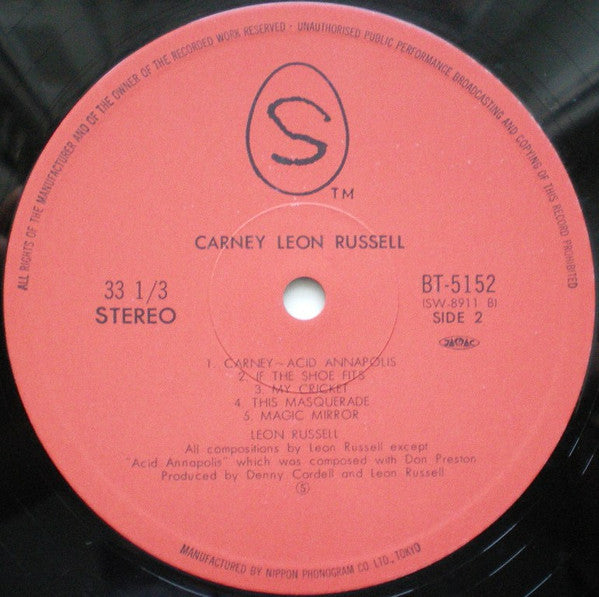 ALL RIGHTS OF THE MANUFACTURER AND OF THE OWNER OF THE RECORDED WORK RESERVED · UNAUTHORISED PUBLIC PERFORMANCE BROADCASTING AND COPYING OF THIS RECORD PROHIBITED
S
TM
CARNEY LEON RUSSELL
33 1/3
STEREO
BT-5152
(SW-8911 B)
SIDE 2
1. CARNEY~ACID ANNAPOLIS
2. IF THE SHOE FITS
3. MY CRICKET
4. THIS MASQUERADE
5. MAGIC MIRROR
LEON RUSSELL
All compositions by Leon Russell except
"Acid Annapolis" which was composed with Don Preston
Produced by Denny Cordell and Leon Russell
Ⓢ
MANUFACTURED BY NIPPON PHONOGRAM CO LTD., TOKYO